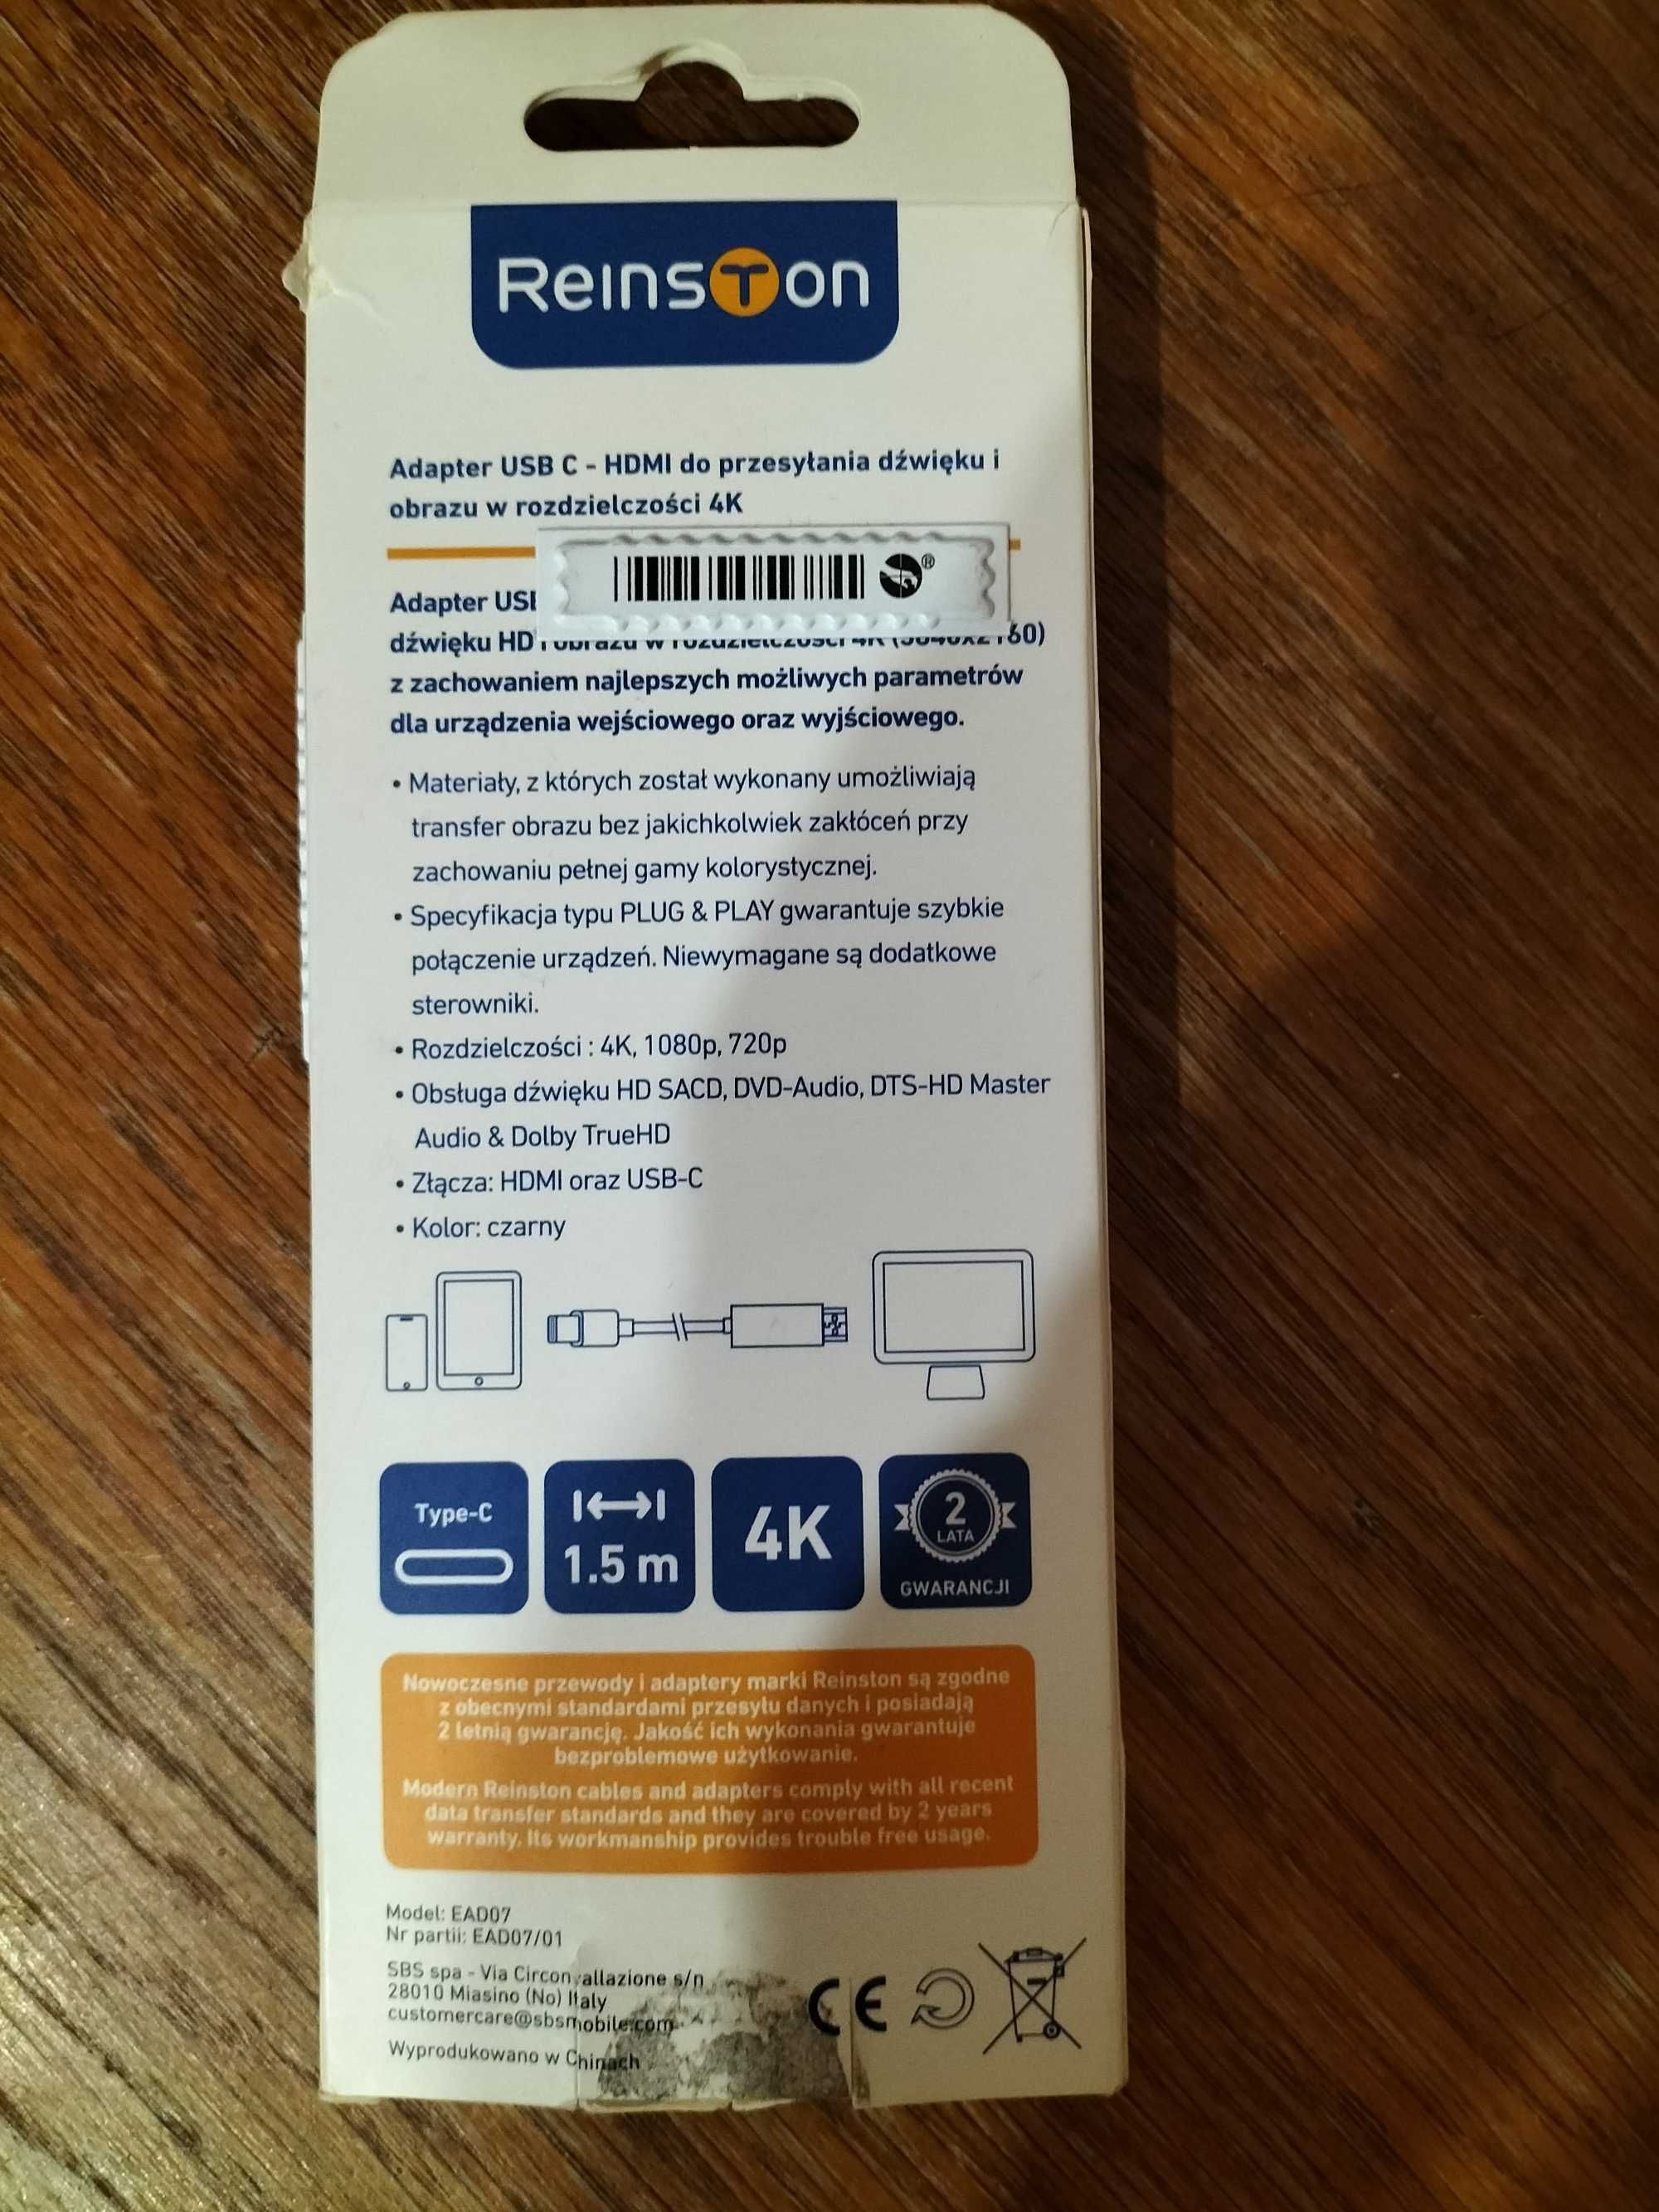 Reinston
Adapter USB C - HDMI do przesyłania dźwięku i
obrazu w rozdzielczości 4K
®
Adapter
dźwięku HD i obrazu w rozdzielczości 4K (3840x2160)
z zachowaniem najlepszych możliwych parametrów
dla urządzenia wejściowego oraz wyjściowego.
• Materiały, z których został wykonany umożliwiają
transfer obrazu bez jakichkolwiek zakłóceń przy
zachowaniu pełnej gamy kolorystycznej.
• Specyfikacja typu PLUG & PLAY gwarantuje szybkie
połączenie urządzeń. Niewymagane są dodatkowe
sterowniki.
• Rozdzielczości : 4K, 1080p, 720p
• Obsługa dźwięku HD SACD, DVD-Audio, DTS-HD Master
Audio & Dolby TrueHD
• Złącza: HDMI oraz USB-C
• Kolor: czarny
Type-C
1.5 m
4K
2
LATA
GWARANCJI
Nowoczesne przewody i adaptery marki Reinston są zgodne
z obecnymi standardami przesyłu danych i posiadają
2 letnią gwarancję. Jakość ich wykonania gwarantuje
bezproblemowe użytkowanie.
Modern Reinston cables and adapters comply with all recent
data transfer standards and they are covered by 2 years
warranty. Its workmanship provides trouble free usage.
Model: EAD07
Nr partii: EAD07/01
SBS spa - Via Circonvallazione s/n
28010 Miasino (No) Italy
customercare@sbsmobile.com
Wyprodukowano w Chinach
CE